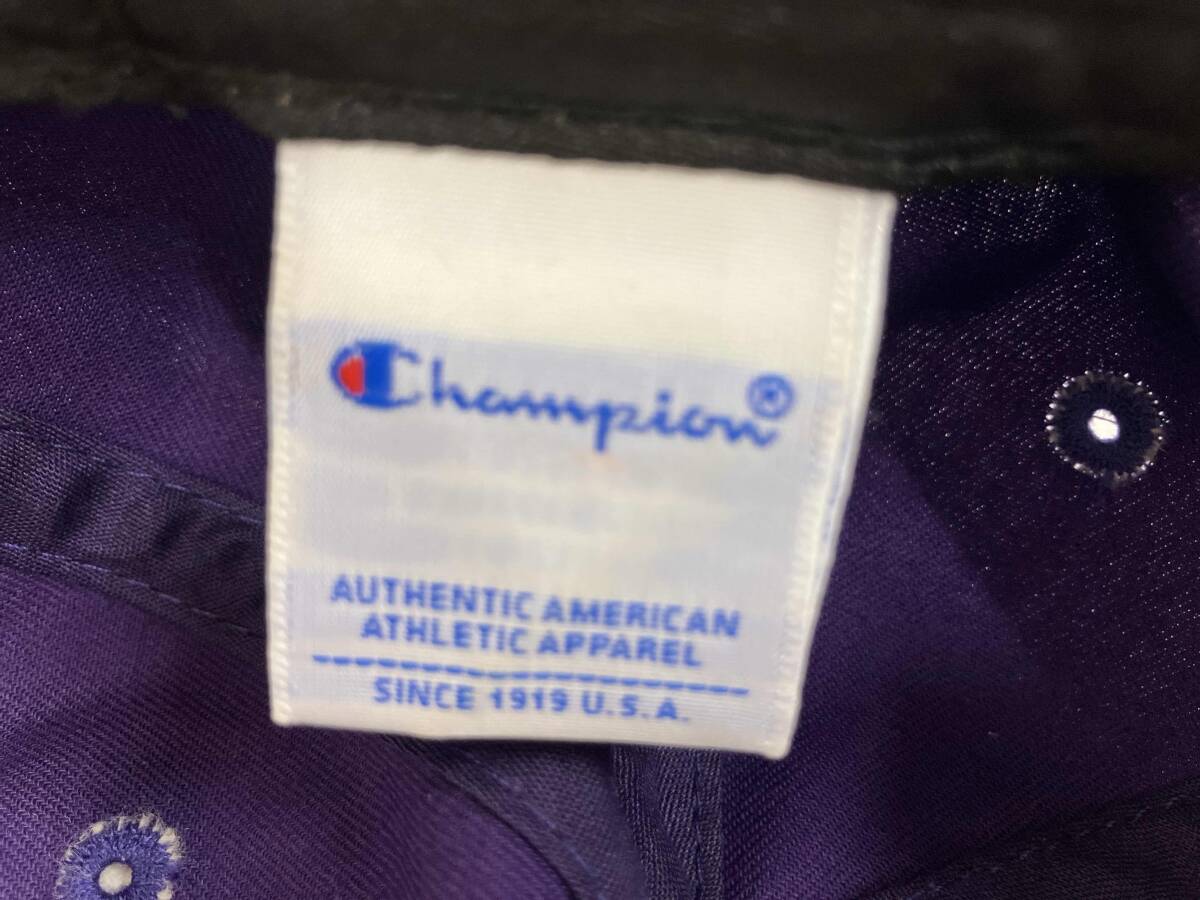 Champion®
AUTHENTIC AMERICAN
ATHLETIC APPAREL
SINCE 1919 U.S.A.